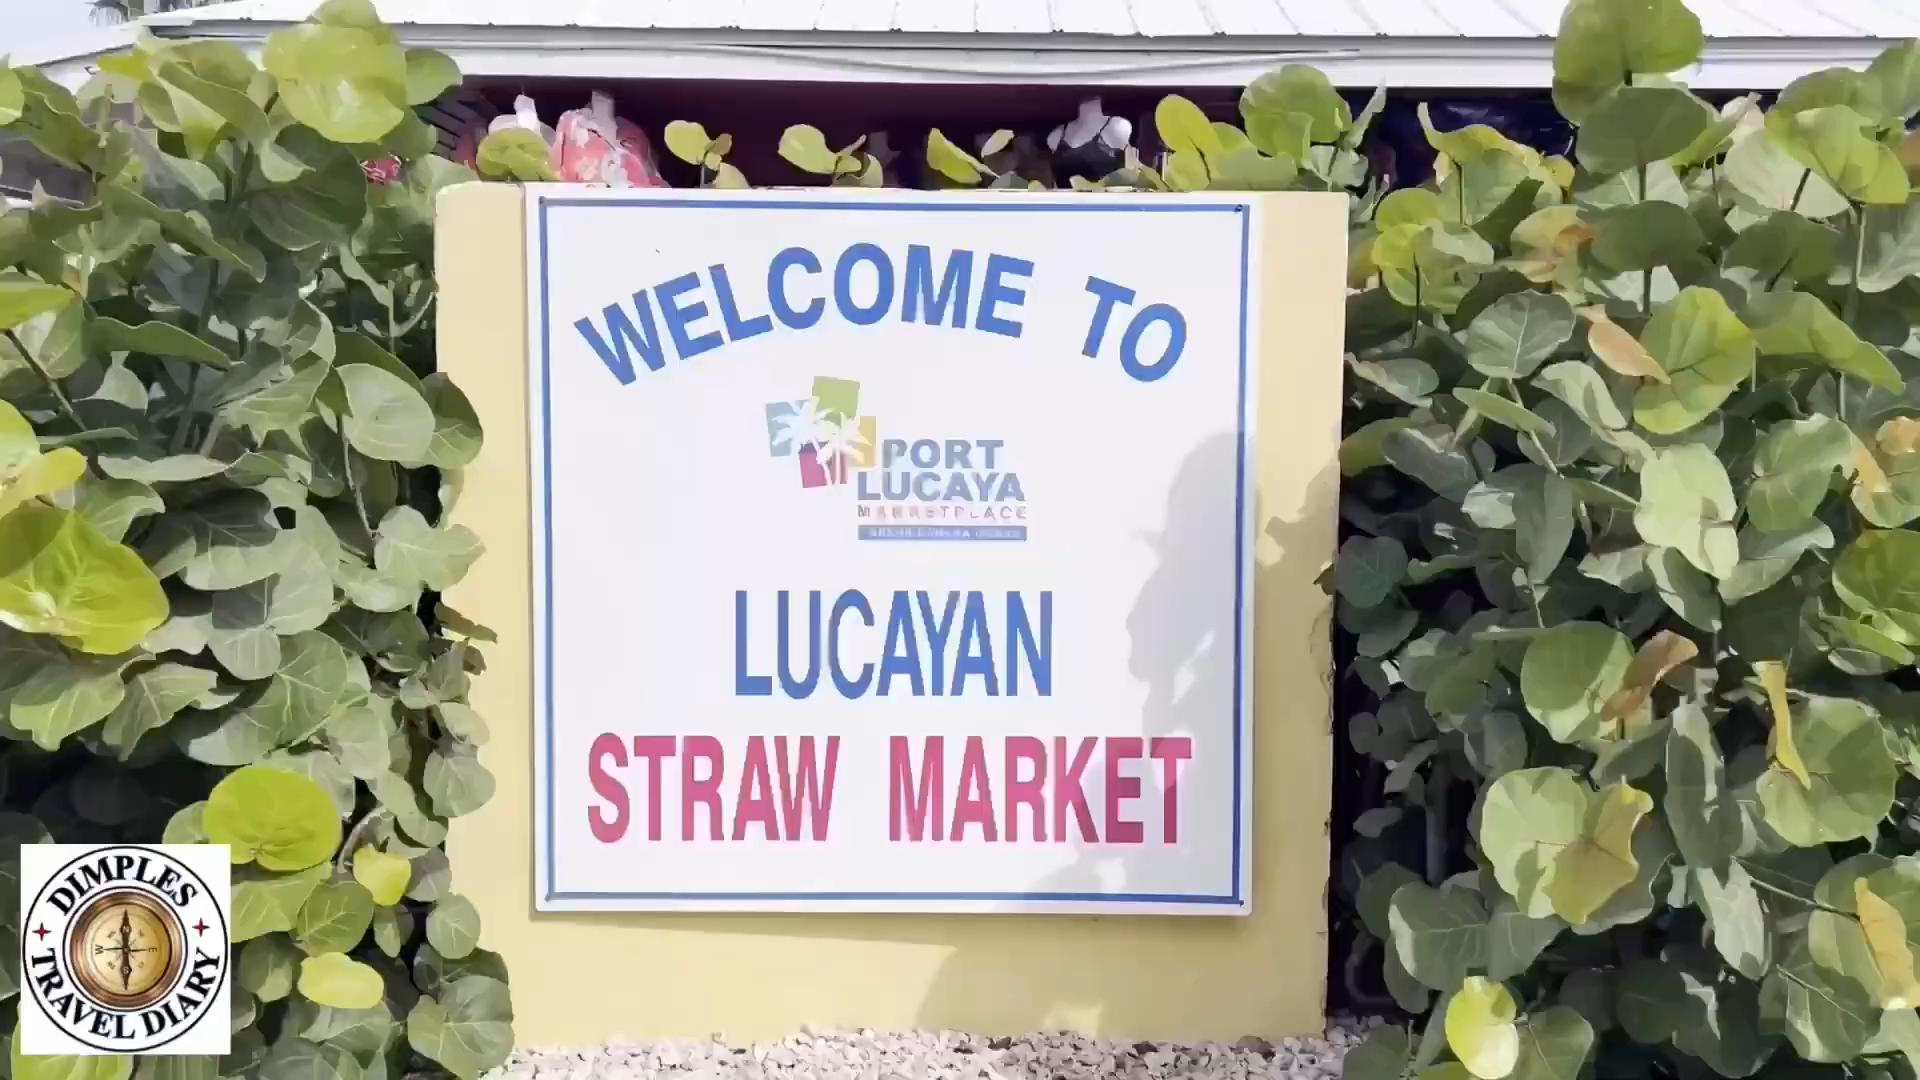 WELCOME TO
PORT
LUCAYA
MARKETPLACE
LUCAYAN
STRAW MARKET
DIMPLES
TRAVEL DIARY